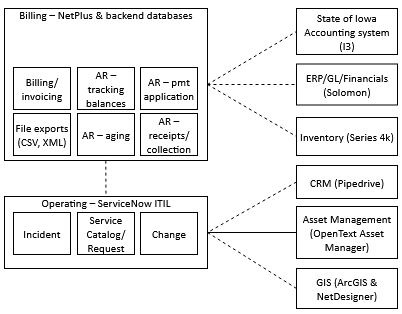 Billing – NetPlus & backend databases
Billing/
invoicing
AR –
tracking
balances
AR – pmt
application
File exports
(CSV, XML)
AR – aging
AR –
receipts/
collection
Operating – ServiceNow ITIL
Incident
Service
Catalog/
Request
Change
State of Iowa
Accounting system
(I3)
ERP/GL/Financials
(Solomon)
Inventory (Series 4k)
CRM (Pipedrive)
Asset Management
(OpenText Asset
Manager)
GIS (ArcGIS &
NetDesigner)